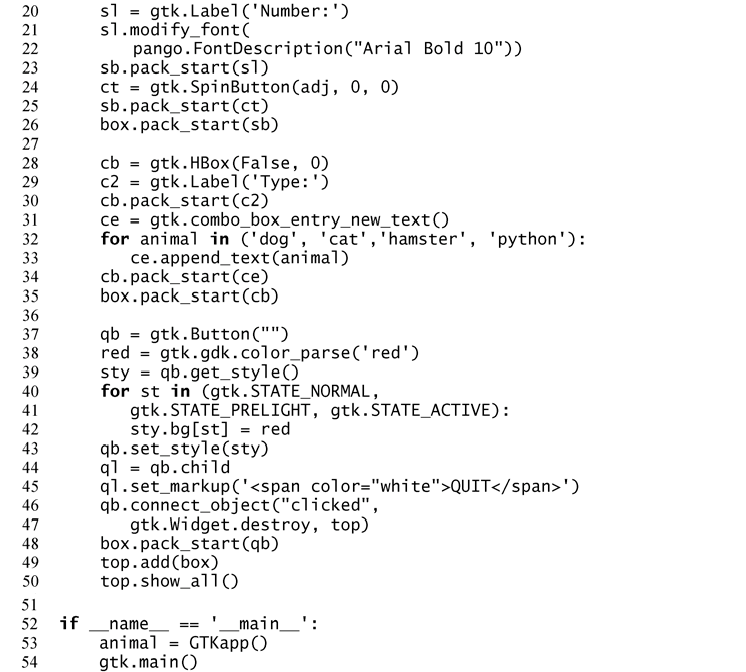 20 sl = gtk.Label('Number:')
21 sl.modify_font(
22 pango.FontDescription("Arial Bold 10"))
23 sb.pack_start(sl)
24 ct = gtk.SpinButton(adj, 0, 0)
25 sb.pack_start(ct)
26 box.pack_start(sb)
27
28 cb = gtk.HBox(False, 0)
29 c2 = gtk.Label('Type:')
30 cb.pack_start(c2)
31 ce = gtk.combo_box_entry_new_text()
32 for animal in ('dog', 'cat','hamster', 'python'):
33 ce.append_text(animal)
34 cb.pack_start(ce)
35 box.pack_start(cb)
36
37 qb = gtk.Button("")
38 red = gtk.gdk.color_parse('red')
39 sty = qb.get_style()
40 for st in (gtk.STATE_NORMAL,
41 gtk.STATE_PRELIGHT, gtk.STATE_ACTIVE):
42 sty.bg[st] = red
43 qb.set_style(sty)
44 ql = qb.child
45 ql.set_markup('<span color="white">QUIT</span>')
46 qb.connect_object("clicked",
47 gtk.Widget.destroy, top)
48 box.pack_start(qb)
49 top.add(box)
50 top.show_all()
51
52 if __name__ == '__main__':
53 animal = GTKapp()
54 gtk.main()